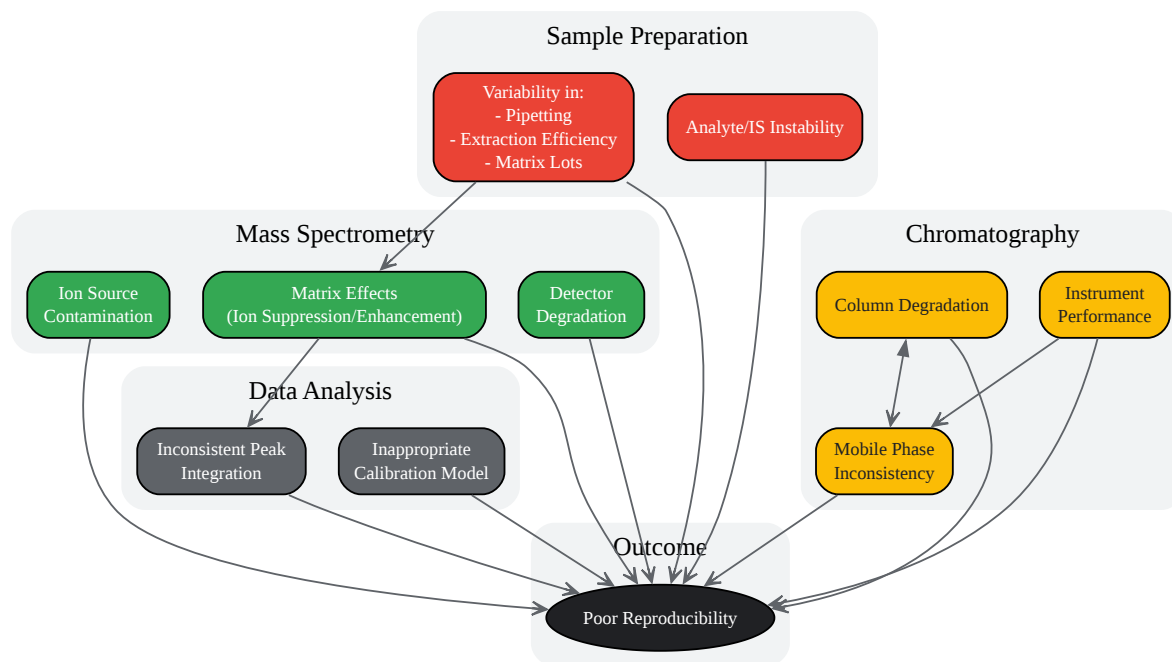 Sample Preparation
Variability in:
- Pipetting
- Extraction Efficiency
- Matrix Lots
Analyte/IS Instability
Mass Spectrometry
Ion Source
Contamination
Matrix Effects
(Ion Suppression/Enhancement)
Detector
Degradation
Chromatography
Column Degradation
Instrument
Performance
Mobile Phase
Inconsistency
Data Analysis
Inconsistent Peak
Integration
Inappropriate
Calibration Model
Outcome
Poor Reproducibility